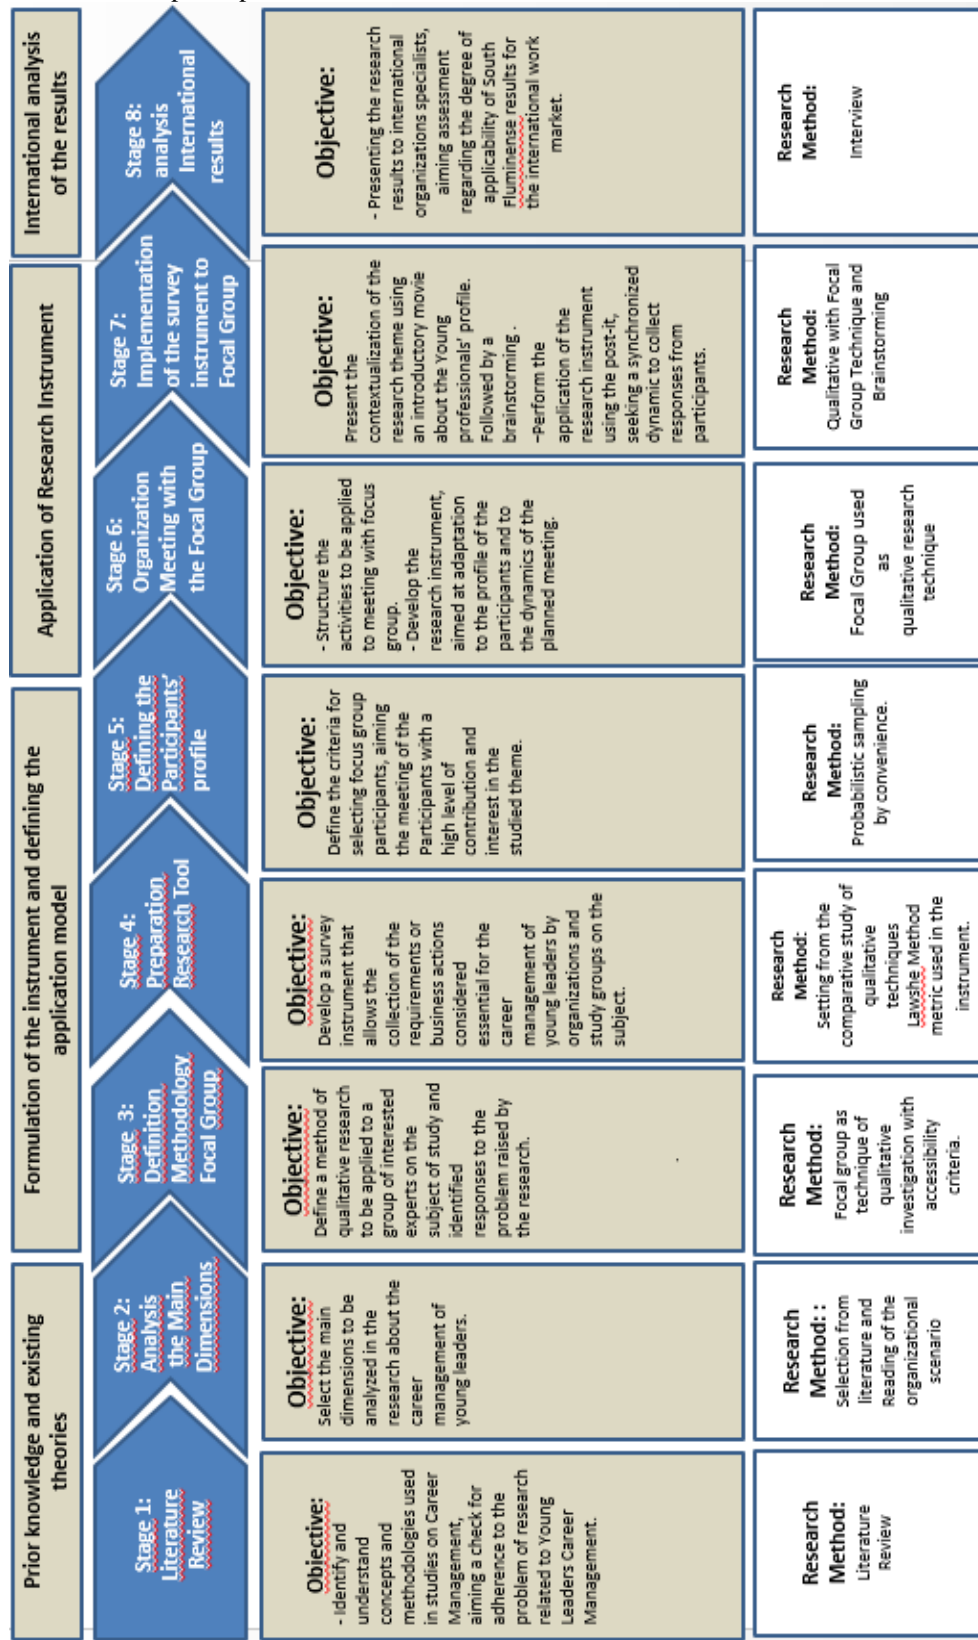 Prior knowledge and existing
theories
Formulation of the instrument and defining the
application model
Application of Research Instrument
International analysis
of the results
Stage 1:
Literature
Review
Stage 2:
Analysis
the Main
Dimensions
Stage 3:
Definition
Methodology
Focal Group
Stage 4:
Preparation
Research Tool
Stage 5:
Defining the
Participants'
profile
Stage 6:
Organization
Meeting with
the Focal Group
Stage 7:
Implementation
of the survey
instrument to
Focal Group
Stage 8:
analysis
International
results
Objective:
- Identify and
understand
concepts and
methodologies used
in studies on Career
Management,
aiming a check for
adherence to the
problem of research
related to Young
Leaders Career
Management.
Objective:
Select the main
dimensions to be
analyzed in the
research about the
career
management of
young leaders.
Objective:
Define a method of
qualitative research
to be applied to a
group of interested
experts on the
subject of study and
identified
responses to the
problem raised by
the research.
Objective:
Develop a survey
instrument that
allows the
collection of the
requirements or
business actions
considered
essential for the
career
management of
young leaders by
organizations and
study groups on the
subject.
Objective:
Define the criteria for
selecting focus group
participants, aiming
the meeting of the
Participants with a
high level of
contribution and
interest in the
studied theme.
Objective:
- Structure the
activities to be applied
to meeting with focus
group.
- Develop the
research instrument,
aimed at adaptation
to the profile of the
participants and to
the dynamics of the
planned meeting.
Objective:
Present the
contextualization of the
research theme using
an introductory movie
about the Young
professionals' profile.
Followed by a
brainstorming .
-Perform the
application of the
research instrument
using the post-it,
seeking a synchronized
dynamic to collect
responses from
participants.
Objective:
- Presenting the research
results to international
organizations specialists,
aiming assessment
regarding the degree of
applicability of South
Fluminense results for
the international work
market.
Research
Method:
Literature
Review
Research
Method: :
Selection from
literature and
Reading of the
organizational
scenario
Research
Method:
Focal group as
technique of
qualitative
investigation with
accessibility
criteria.
Research
Method:
Setting from the
comparative study of
qualitative
techniques
Lawshe Method
metric used in the
instrument.
Research
Method:
Probabilistic sampling
by convenience.
Research
Method:
Focal Group used
as
qualitative research
technique
Research
Method:
Qualitative with Focal
Group Technique and
Brainstorming
Research
Method:
Interview